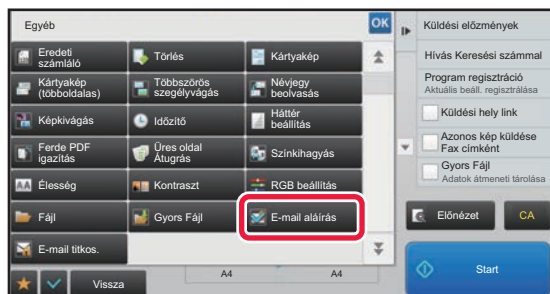 Egyéb
OK
Eredeti
számláló
Törlés
Kártyakép
Kártyakép
(többoldalas)
Többszörös
szegélyvágás
Névjegy
beolvasás
Képkivágás
Időzítő
Háttér
beállítás
Ferde PDF
igazítás
Üres oldal
Átugrás
Színkihagyás
AA Élesség
Kontraszt
RGB beállítás
Fájl
Gyors Fájl
E-mail aláírás
E-mail titkos.
Vissza
A4
A4
Küldési előzmények
Hívás Keresési számmal
Program regisztráció
Aktuális beáll. regisztrálása
Küldési hely link
Azonos kép küldése
Fax címként
Gyors Fájl
Adatok átmeneti tárolása
Előnézet
CA
Start